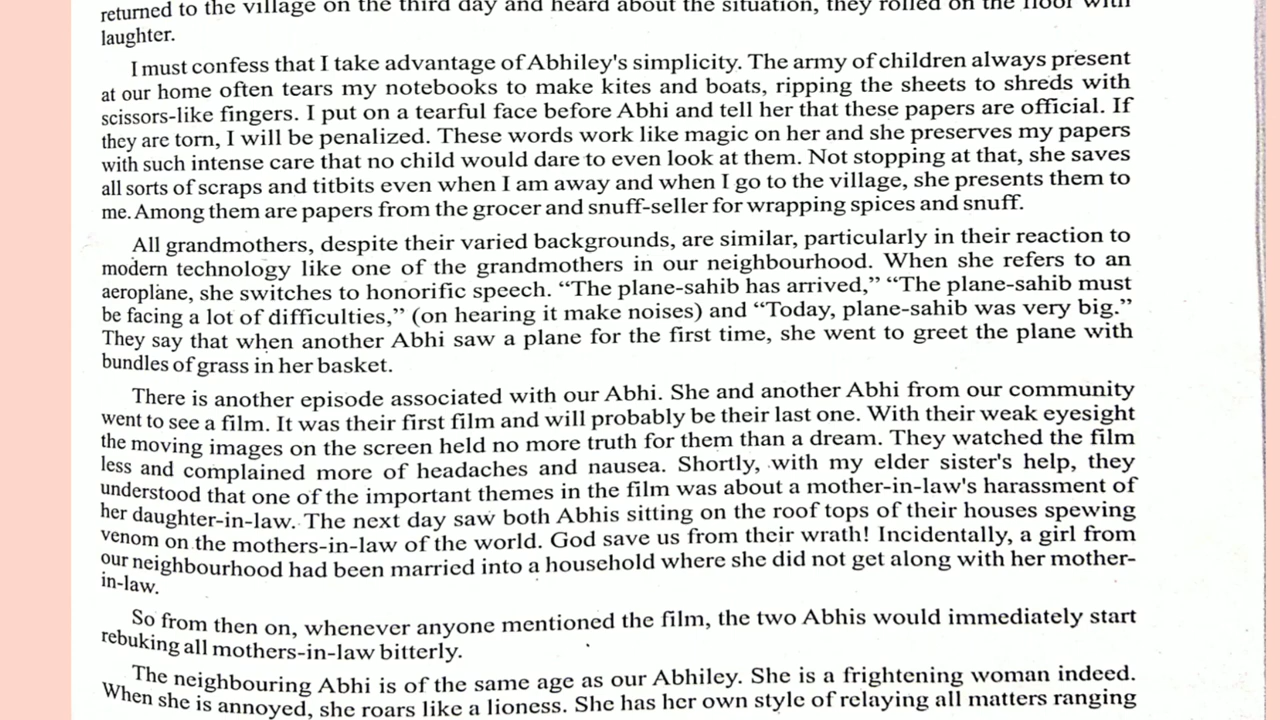 returned to the village on the third day and heard about the situation, they rolled on the floor with
laughter.
I must confess that I take advantage of Abhiley's simplicity. The army of children always present
at our home often tears my notebooks to make kites and boats, ripping the sheets to shreds with
scissors-like fingers. I put on a tearful face before Abhi and tell her that these papers are official. If
they are torn, I will be penalized. These words work like magic on her and she preserves my papers
with such intense care that no child would dare to even look at them. Not stopping at that, she saves
all sorts of scraps and titbits even when I am away and when I go to the village, she presents them to
me. Among them are papers from the grocer and snuff-seller for wrapping spices and snuff.
All grandmothers, despite their varied backgrounds, are similar, particularly in their reaction to
modern technology like one of the grandmothers in our neighbourhood. When she refers to an
aeroplane, she switches to honorific speech. “The plane-sahib has arrived,” “The plane-sahib must
be facing a lot of difficulties,” (on hearing it make noises) and “Today, plane-sahib was very big.”
They say that when another Abhi saw a plane for the first time, she went to greet the plane with
bundles of grass in her basket.
There is another episode associated with our Abhi. She and another Abhi from our community
went to see a film. It was their first film and will probably be their last one. With their weak eyesight
the moving images on the screen held no more truth for them than a dream. They watched the film
less and complained more of headaches and nausea. Shortly, with my elder sister's help, they
understood that one of the important themes in the film was about a mother-in-law's harassment of
her daughter-in-law. The next day saw both Abhis sitting on the roof tops of their houses spewing
venom on the mothers-in-law of the world. God save us from their wrath! Incidentally, a girl from
our neighbourhood had been married into a household where she did not get along with her mother-
in-law.
So from then on, whenever anyone mentioned the film, the two Abhis would immediately start
rebuking all mothers-in-law bitterly.
The neighbouring Abhi is of the same age as our Abhiley. She is a frightening woman indeed.
When she is annoyed, she roars like a lioness. She has her own style of relaying all matters ranging